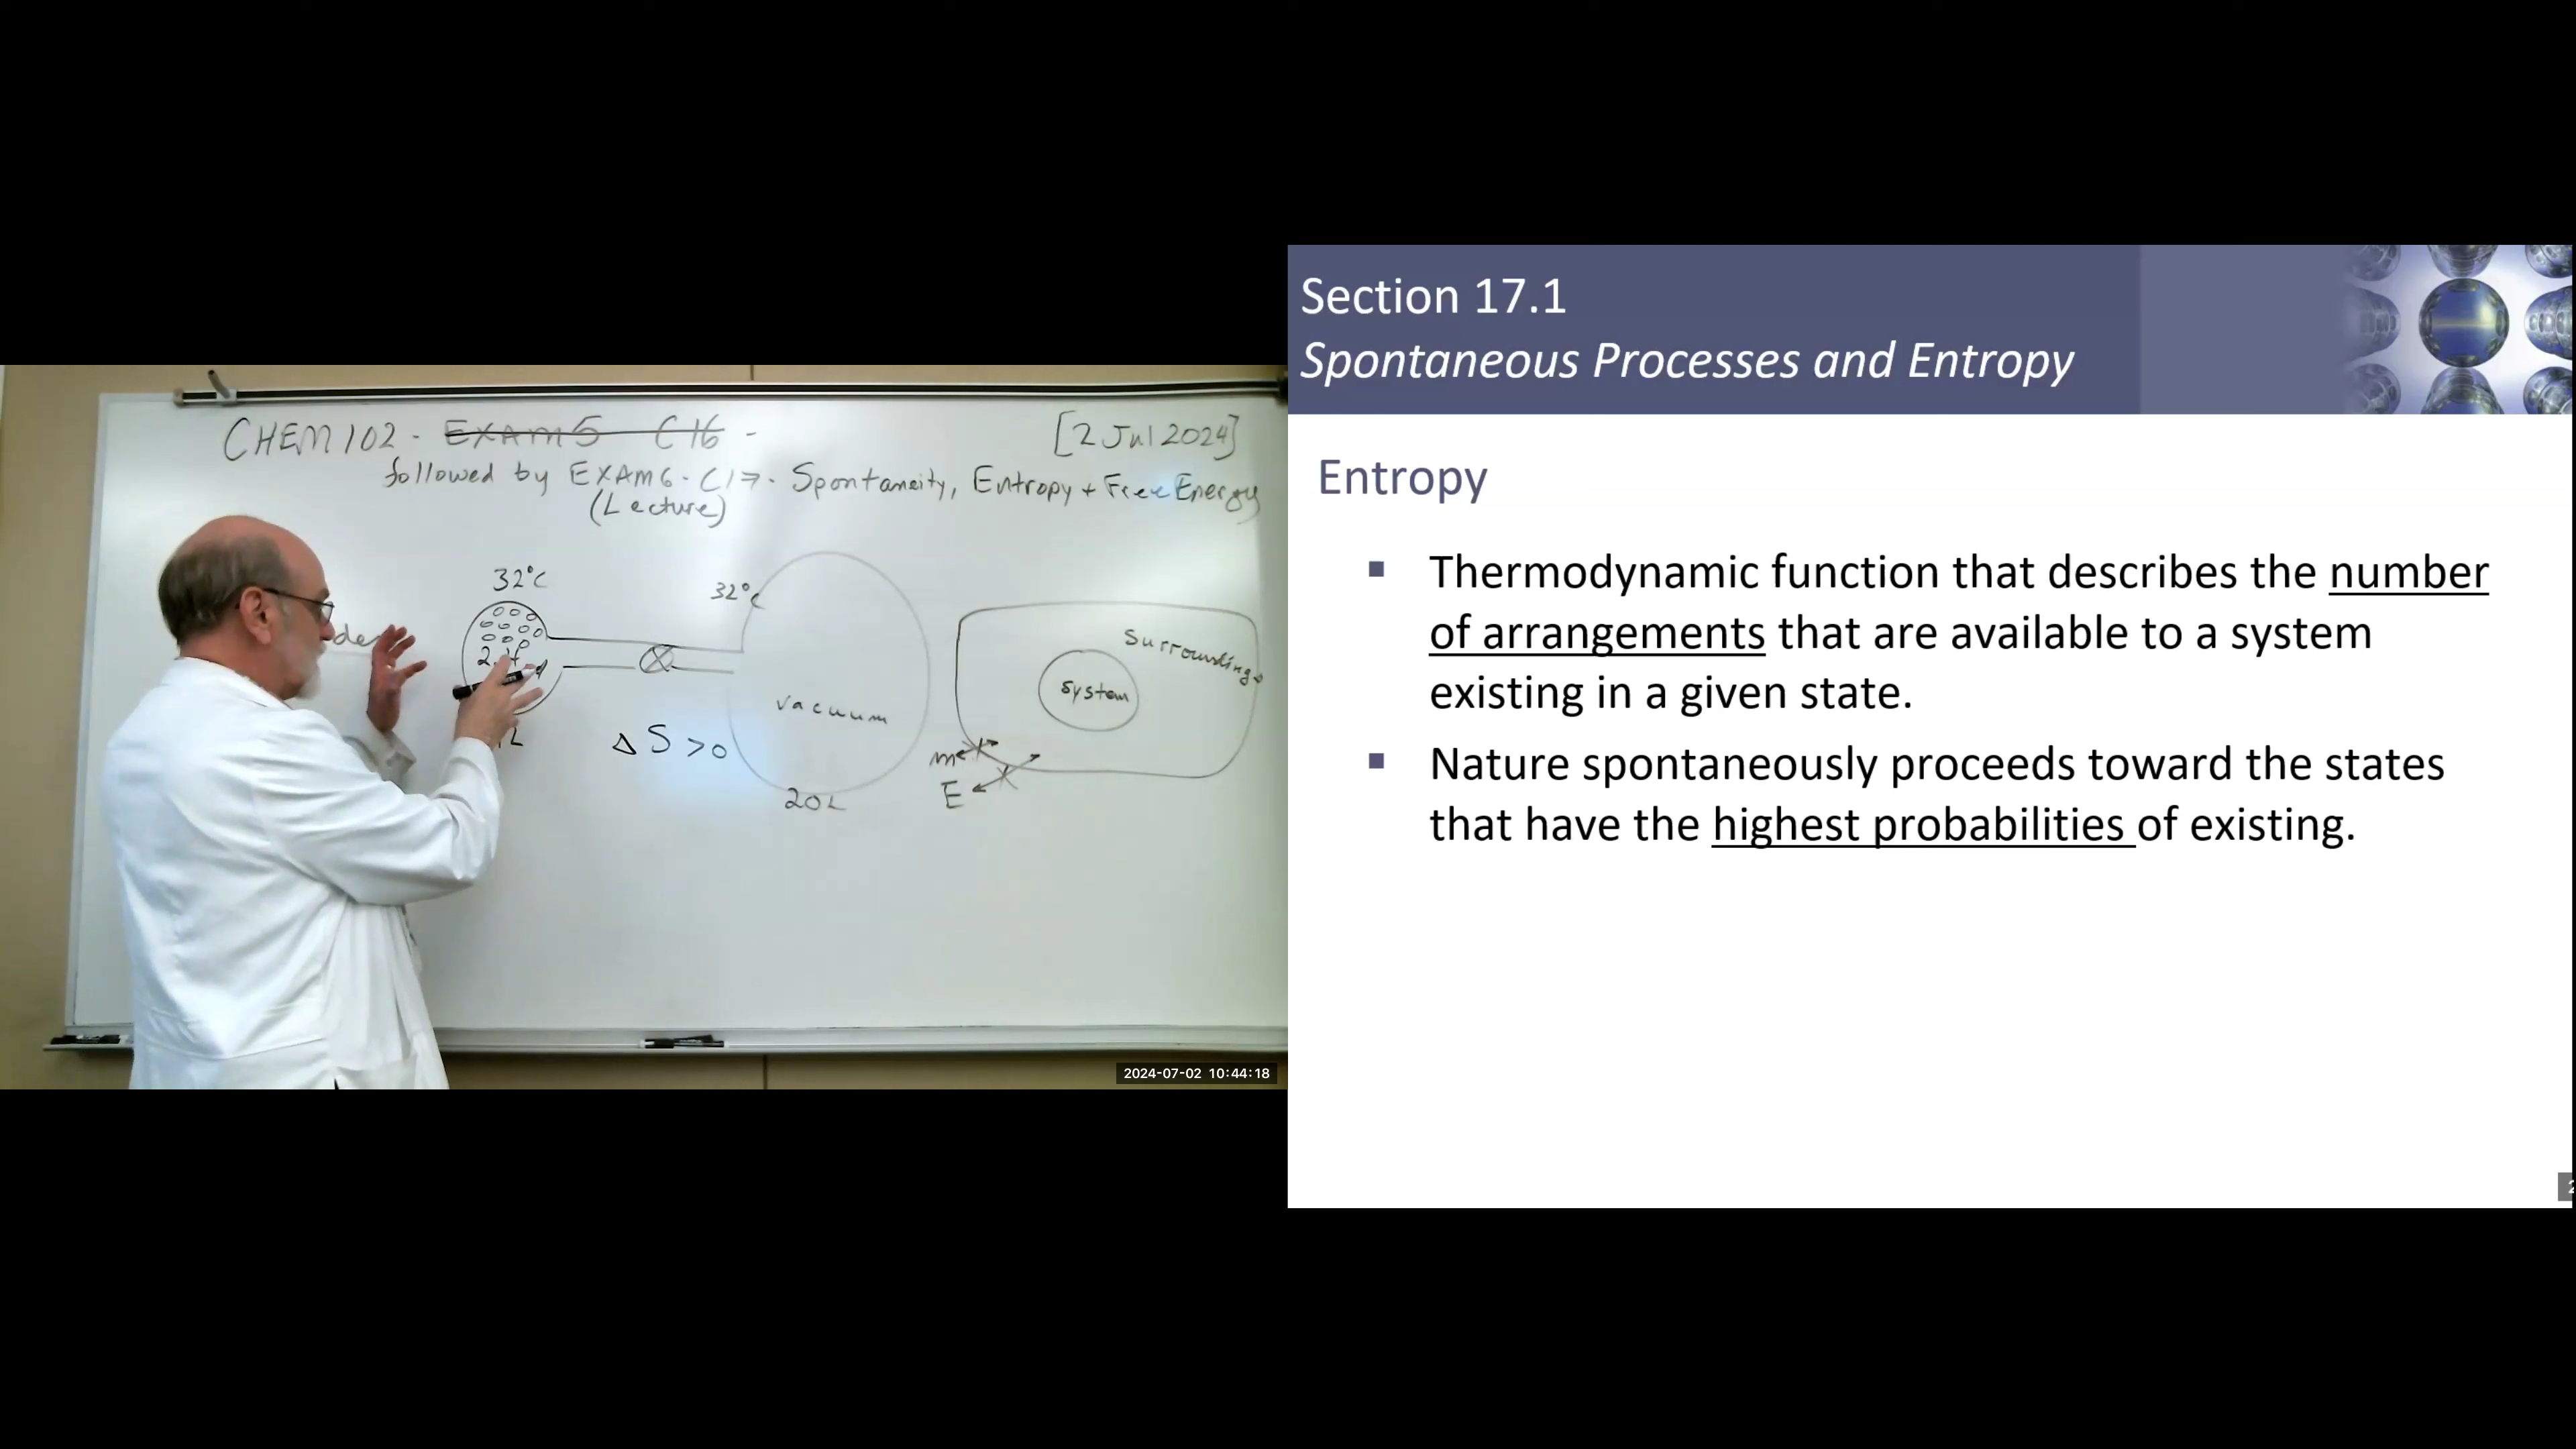 CHEM 102 - EXAM 5 C16 - [2 Jul 2024]
followed by EXAM 6 - C17 - Spontaneity, Entropy + Free Energy
(Lecture)
32°C
32°C
vacuum
20L
ΔS >0
Surroundings
System
m
E
2024-07-02 10:44:18
Section 17.1
Spontaneous Processes and Entropy
Entropy
▪ Thermodynamic function that describes the number
of arrangements that are available to a system
existing in a given state.
▪ Nature spontaneously proceeds toward the states
that have the highest probabilities of existing.